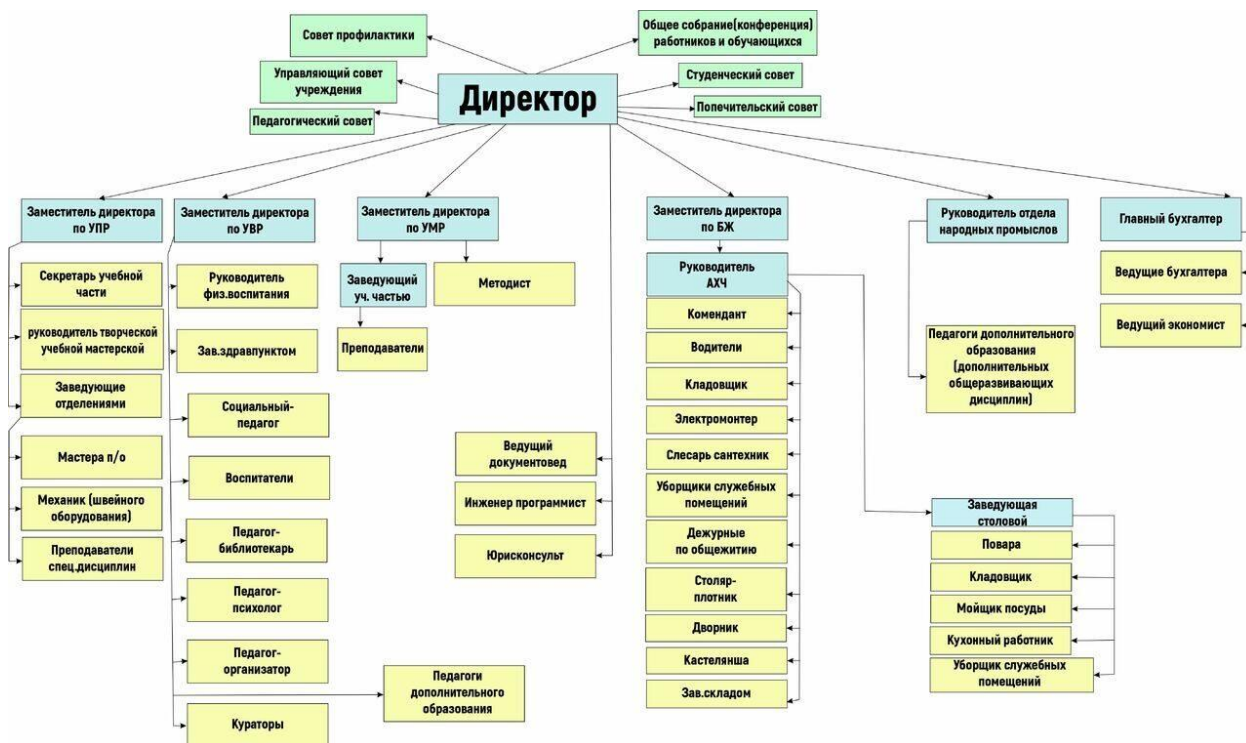 Совет профилактики
Общее собрание(конференция)
работников и обучающихся
Управляющий совет
учреждения
Студенческий совет
Директор
Педагогический совет
Попечительский совет
Заместитель директора
по УПР
Заместитель директора
по УВР
Заместитель директора
по УМР
Заместитель директора
по БЖ
Руководитель отдела
народных промыслов
Главный бухгалтер
Секретарь учебной
части
руководитель творческой
учебной мастерской
Заведующие
отделениями
Мастера п/о
Механик (швейного
оборудования)
Преподаватели
спец.дисциплин
Руководитель
физ.воспитания
Зав.здравпунктом
Социальный-
педагог
Воспитатели
Педагог-
библиотекарь
Педагог-
психолог
Педагог-
организатор
Кураторы
Педагоги
дополнительного
образования
Заведующий
уч. частью
Преподаватели
Методист
Ведущий
документовед
Инженер программист
Юрисконсульт
Руководитель
АХЧ
Комендант
Водители
Кладовщик
Электромонтер
Слесарь сантехник
Уборщики служебных
помещений
Дежурные
по общежитию
Столяр-
плотник
Дворник
Кастелянша
Зав.складом
Педагоги дополнительного
образования
(дополнительных
общеразвивающих
дисциплин)
Заведующая
столовой
Повара
Кладовщик
Мойщик посуды
Кухонный работник
Уборщик служебных
помещений
Ведущие бухгалтера
Ведущий экономист